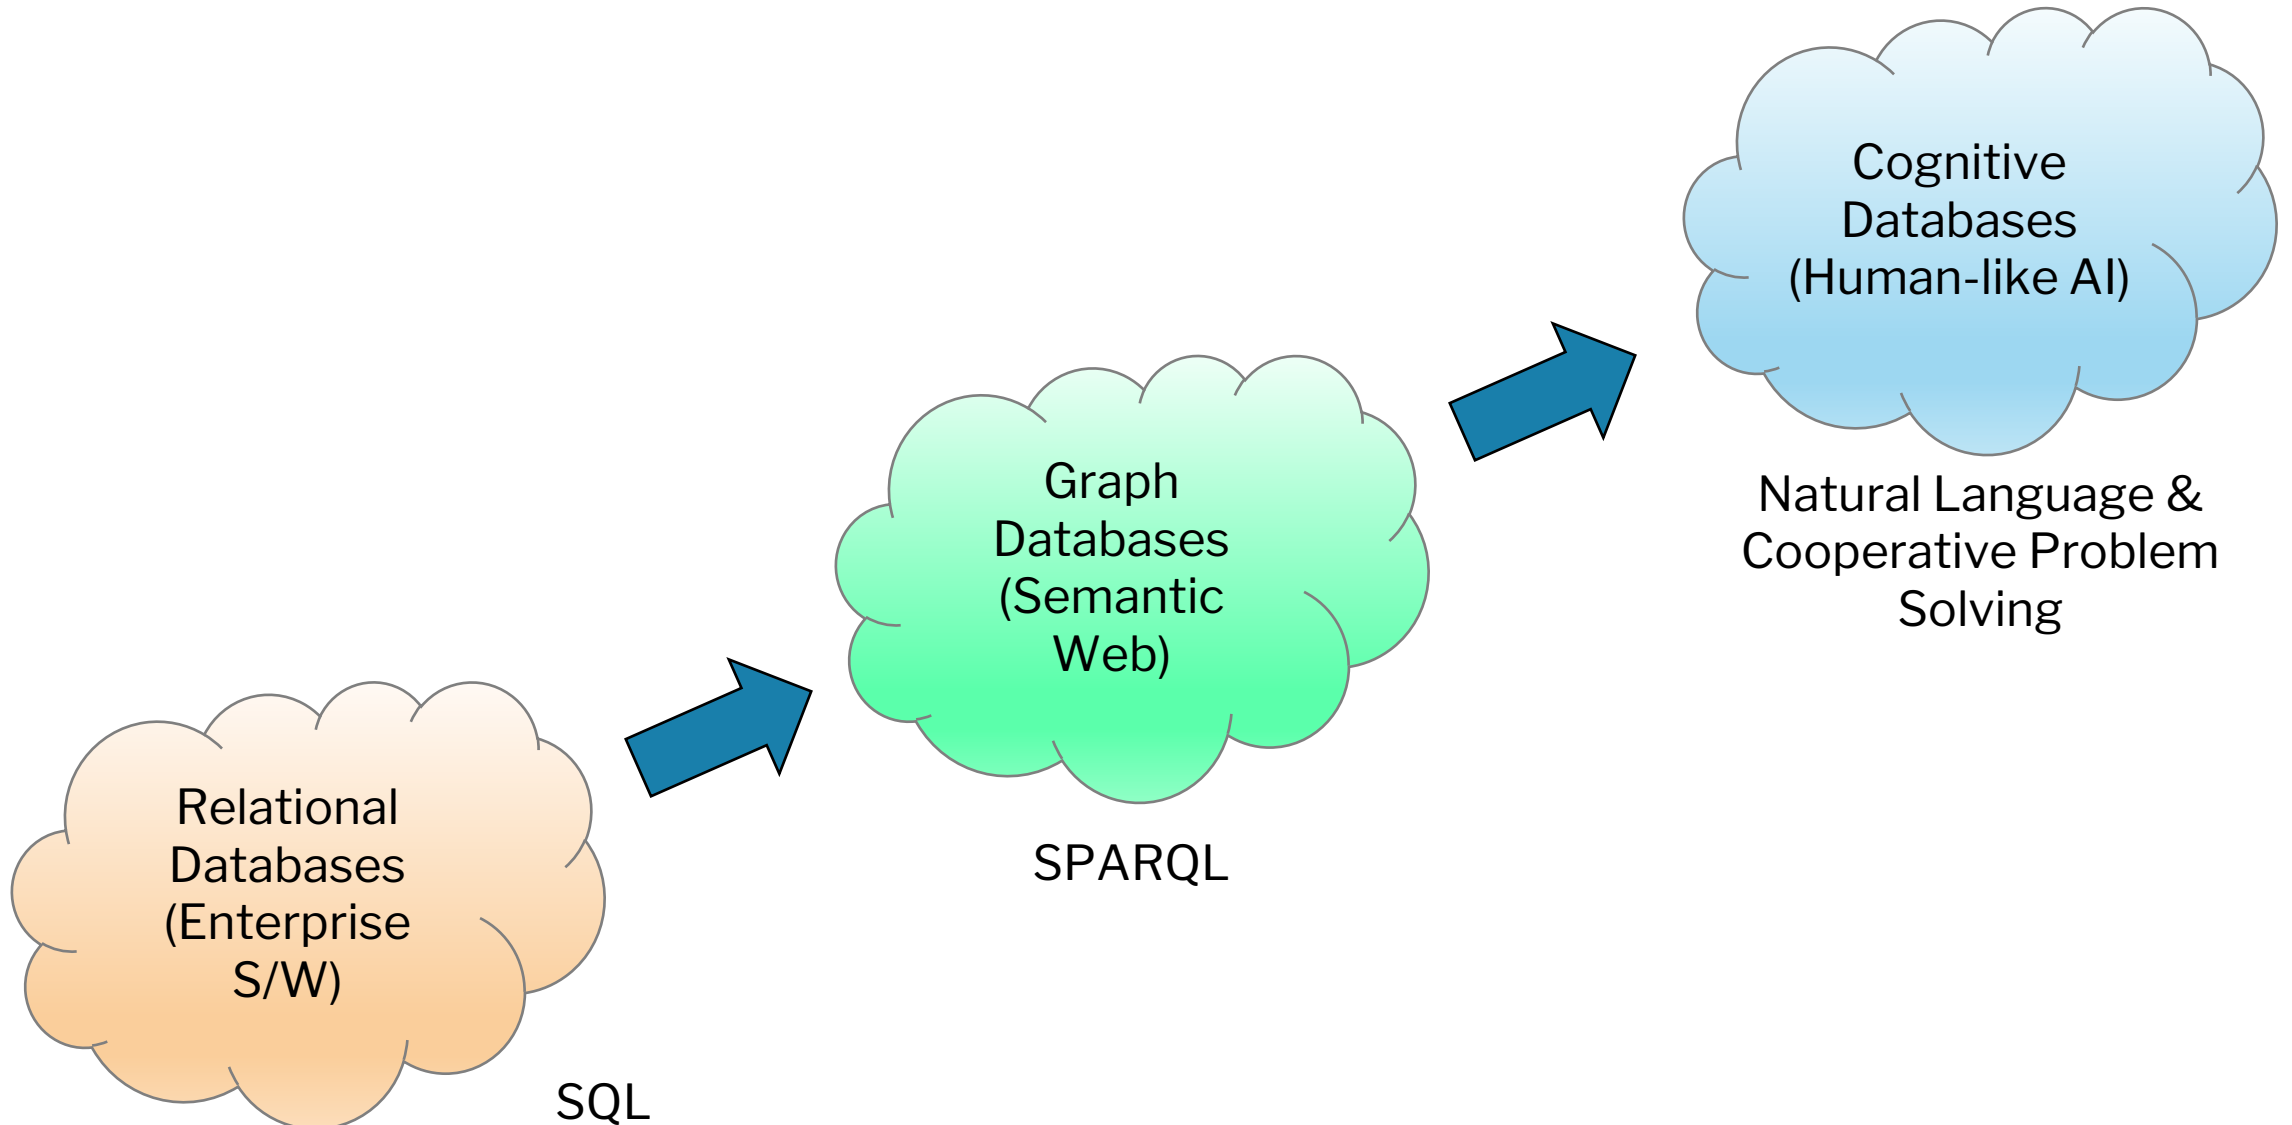 Cognitive
Databases
(Human-like AI)
Natural Language &
Cooperative Problem
Solving
Graph
Databases
(Semantic
Web)
SPARQL
Relational
Databases
(Enterprise
S/W)
SQL